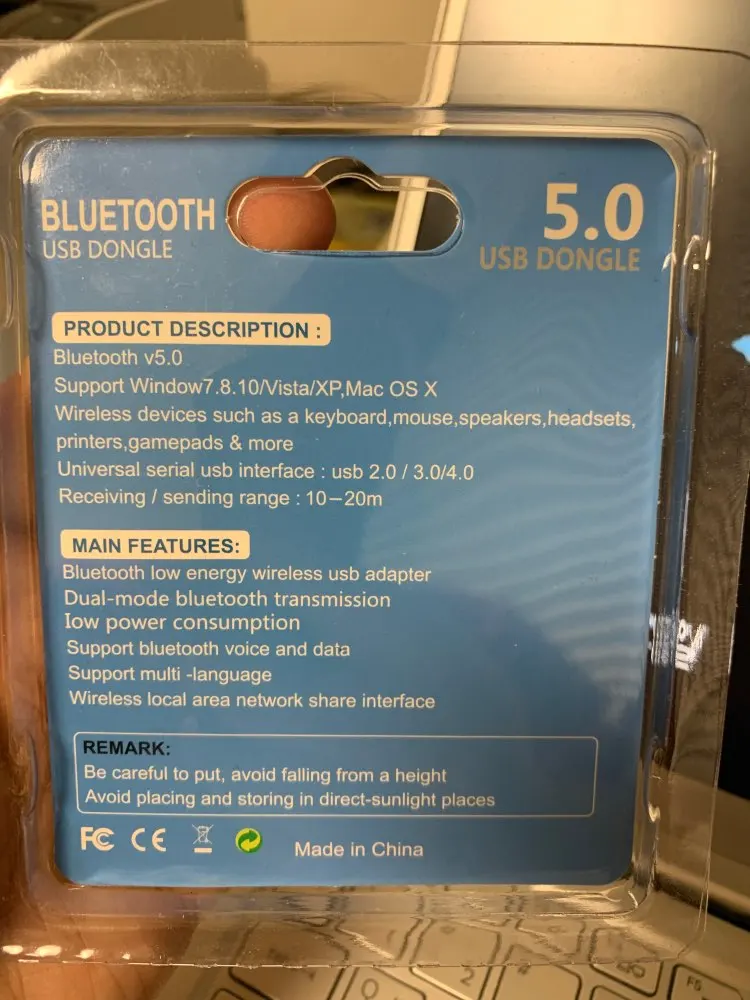 BLUETOOTH
USB DONGLE
5.0
USB DONGLE
PRODUCT DESCRIPTION :
Bluetooth v5.0
Support Window7.8.10/Vista/XP,Mac OS X
Wireless devices such as a keyboard,mouse,speakers,headsets,
printers,gamepads & more
Universal serial usb interface : usb 2.0 / 3.0/4.0
Receiving / sending range : 10–20m
MAIN FEATURES:
Bluetooth low energy wireless usb adapter
Dual-mode bluetooth transmission
low power consumption
Support bluetooth voice and data
Support multi -language
Wireless local area network share interface
REMARK:
Be careful to put, avoid falling from a height
Avoid placing and storing in direct-sunlight places
FC CE
Made in China